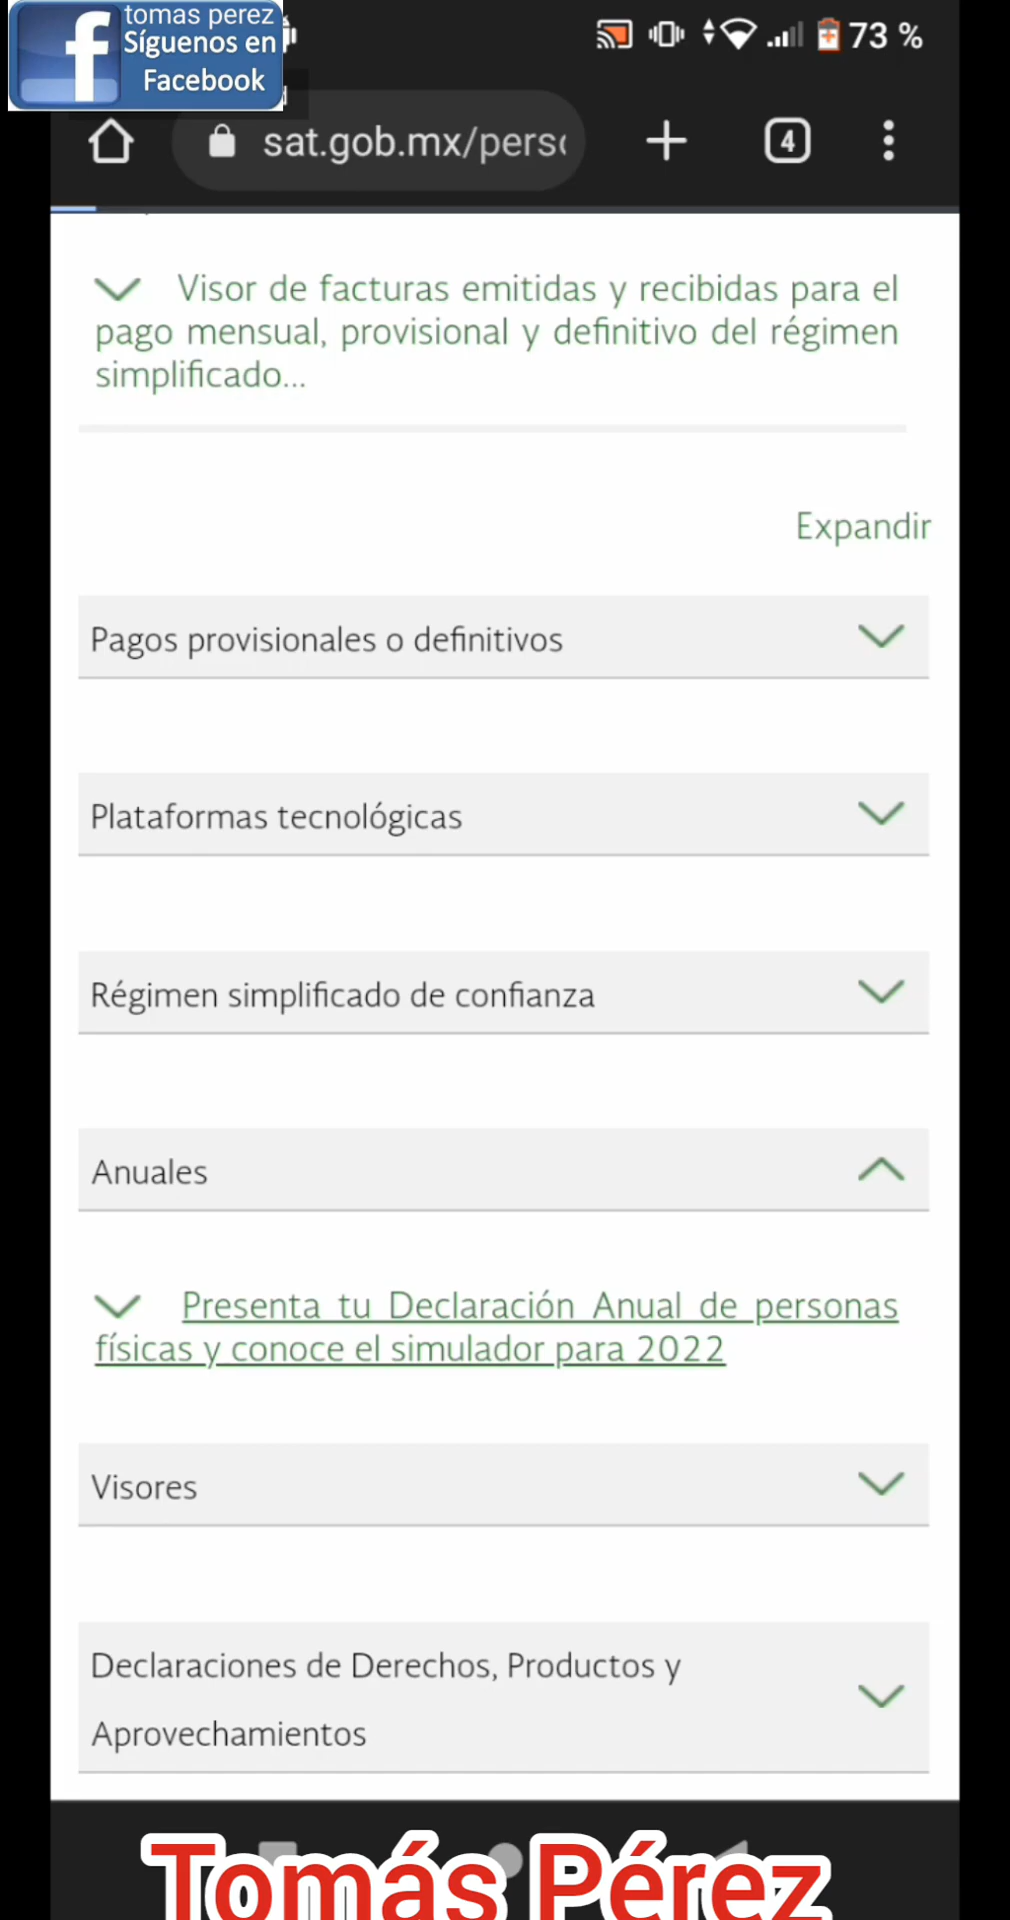 tomas perez
Síguenos en
Facebook
73 %
sat.gob.mx/pers
4
Visor de facturas emitidas y recibidas para el
pago mensual, provisional y definitivo del régimen
simplificado...
Expandir
Pagos provisionales o definitivos
Plataformas tecnológicas
Régimen simplificado de confianza
Anuales
Presenta tu Declaración Anual de personas
físicas y conoce el simulador para 2022
Visores
Declaraciones de Derechos, Productos y
Aprovechamientos
Tomás Pérez